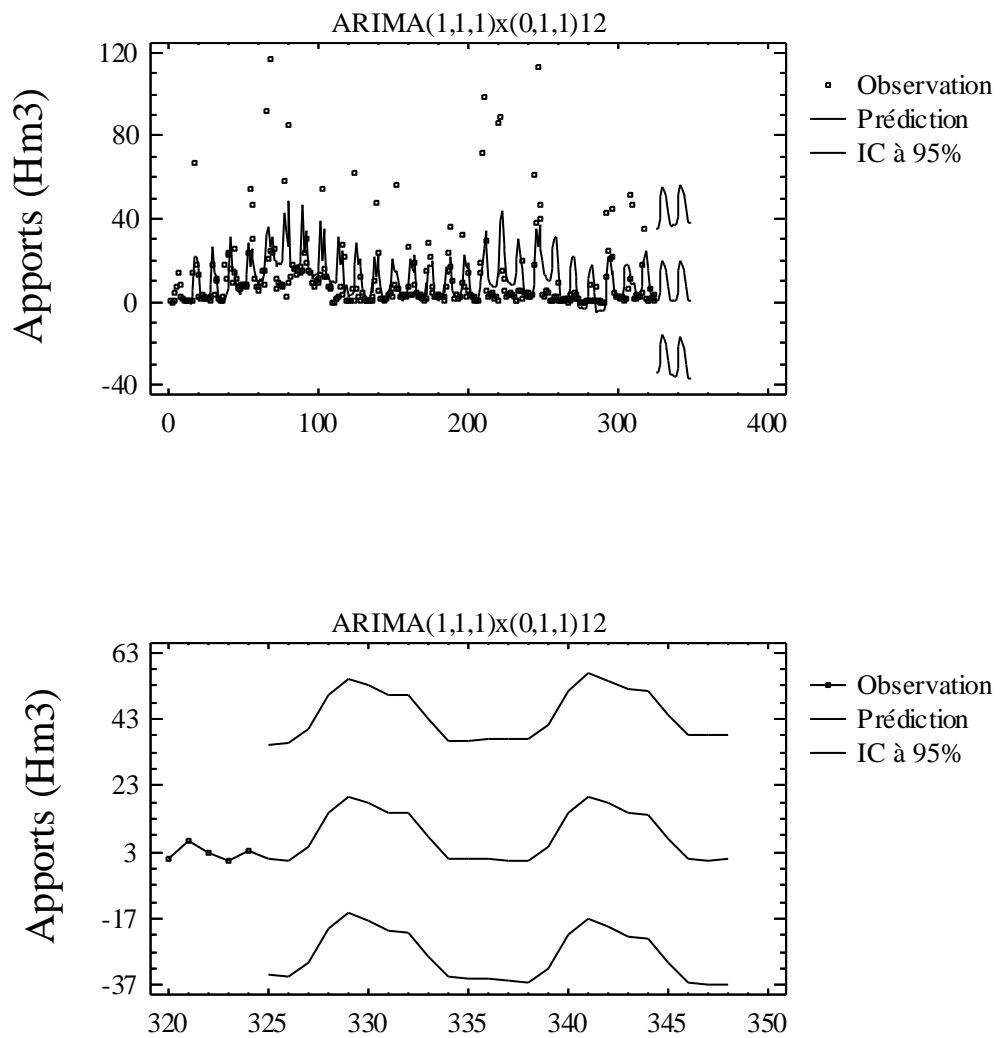 ARIMA(1,1,1)x(0,1,1)12
120
80
40
0
-40
Apports (Hm3)
0 100 200 300 400
Observation
Prédiction
IC à 95%
ARIMA(1,1,1)x(0,1,1)12
63
43
23
3
-17
-37
Apports (Hm3)
320 325 330 335 340 345 350
Observation
Prédiction
IC à 95%